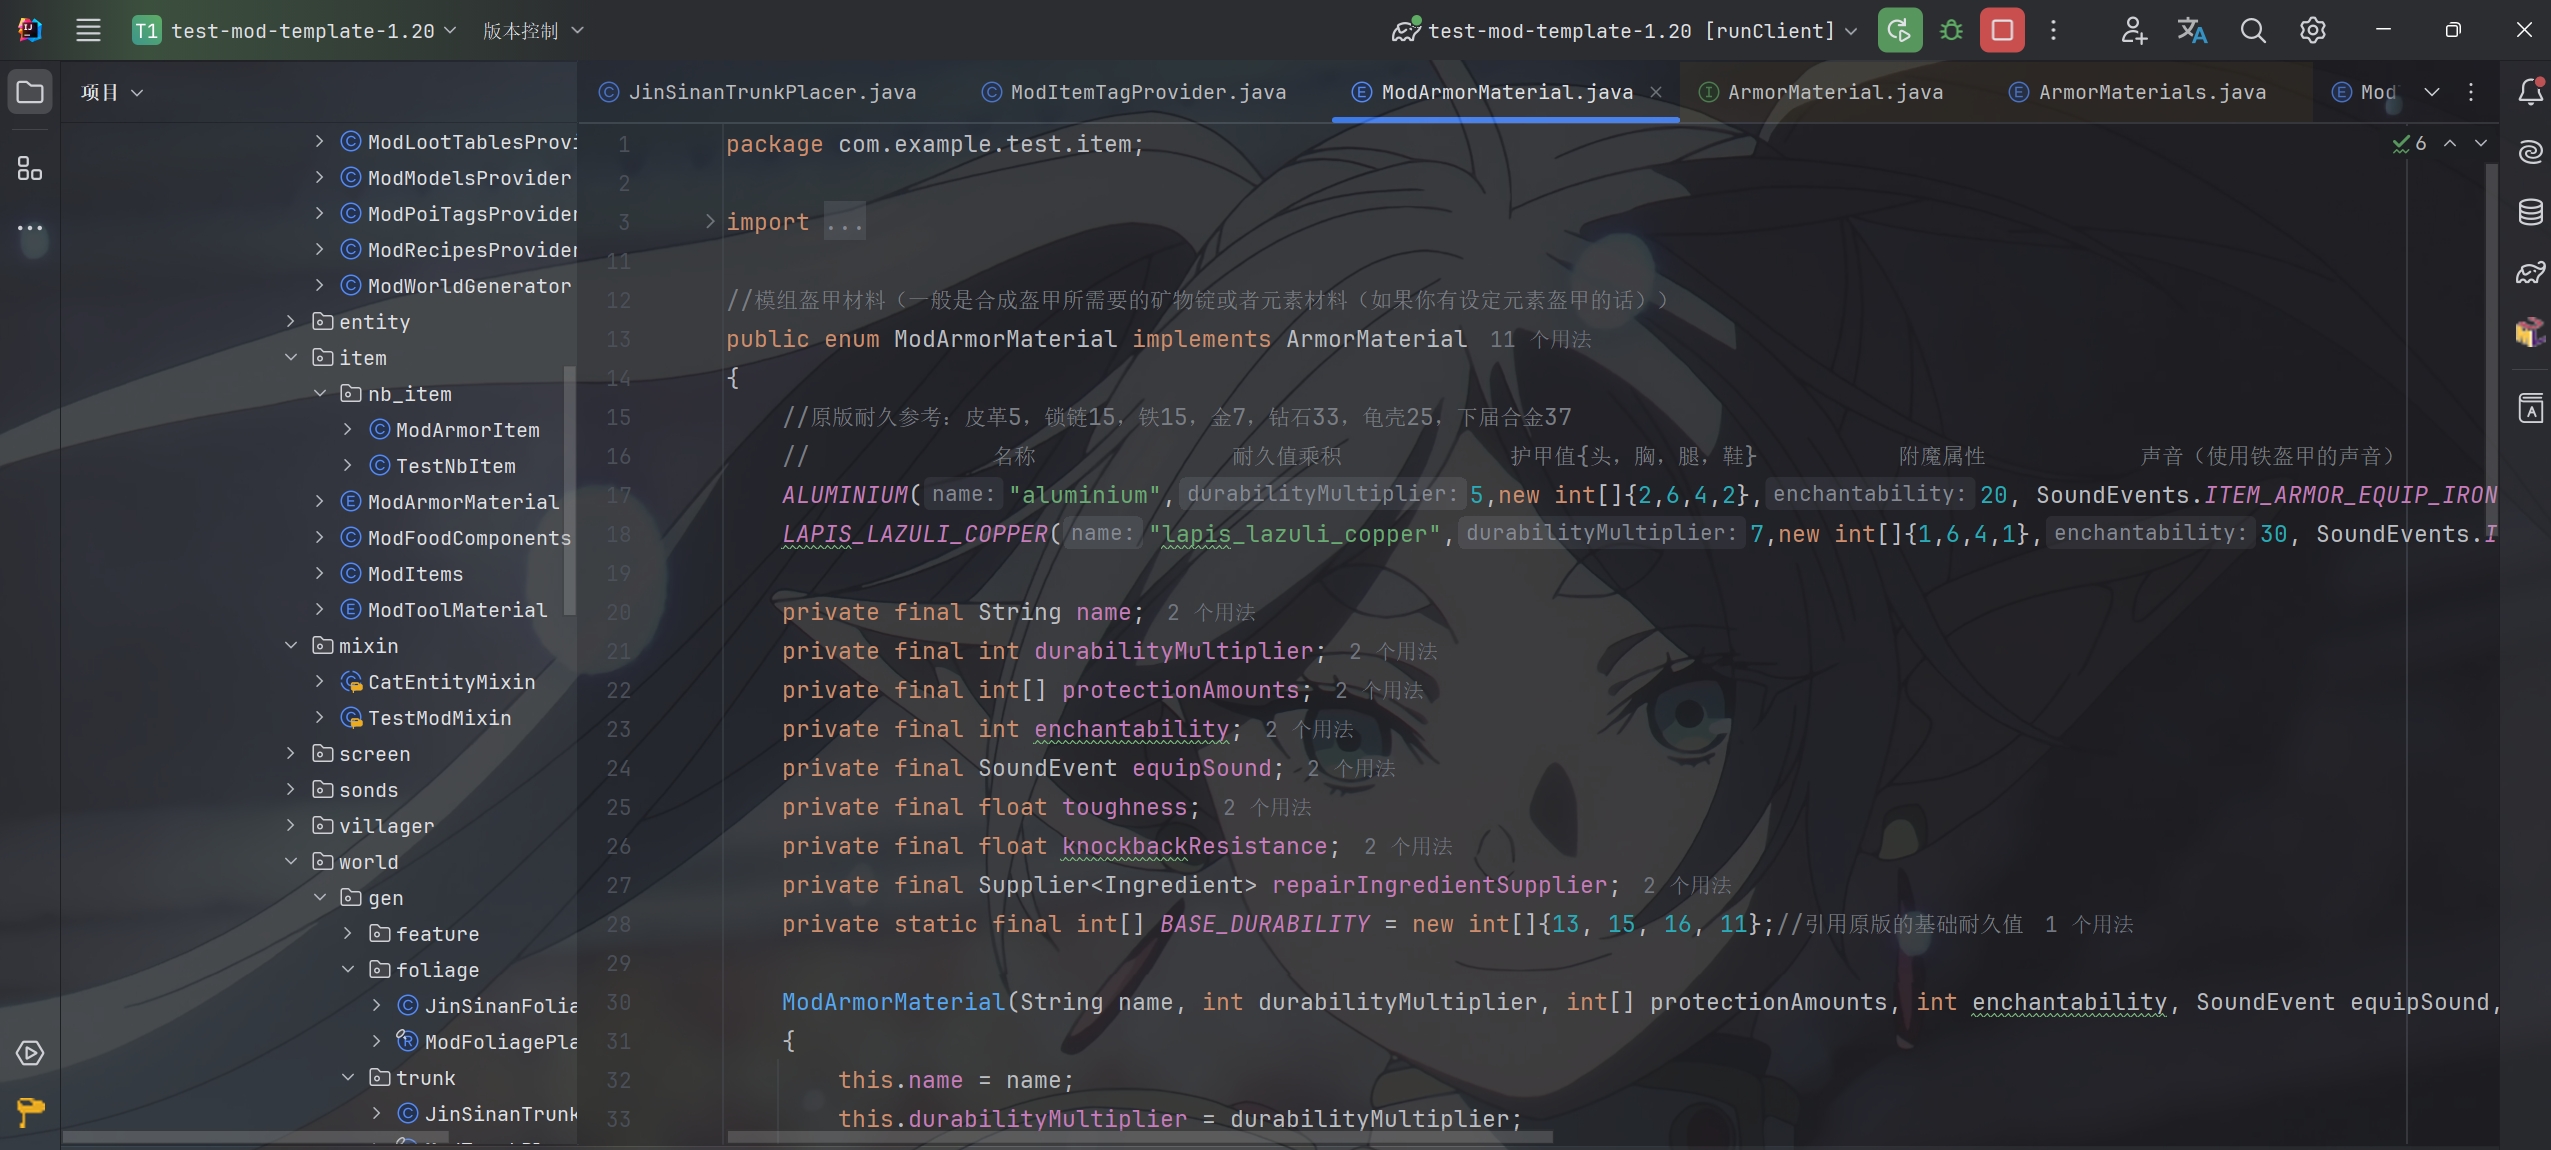 T1 test-mod-template-1.20 版本控制 test-mod-template-1.20 [runClient]
项目
JinSinanTrunkPlacer.java ModItemTagProvider.java ModArmorMaterial.java ArmorMaterial.java ArmorMaterials.java Mod
ModLootTablesProvi
ModModelsProvider
ModPoiTagsProvider
ModRecipesProvider
ModWorldGenerator
entity
item
nb_item
ModArmorItem
TestNbItem
ModArmorMaterial
ModFoodComponents
ModItems
ModToolMaterial
mixin
CatEntityMixin
TestModMixin
screen
sonds
villager
world
gen
feature
foliage
JinSinanFolia
ModFoliagePla
trunk
JinSinanTrunk
6
1 package com.example.test.item;
2
3 import ...
11
12 //模组盔甲材料（一般是合成盔甲所需要的矿物锭或者元素材料（如果你有设定元素盔甲的话））
13 public enum ModArmorMaterial implements ArmorMaterial 11 个用法
14 {
15 //原版耐久参考：皮革5，锁链15，铁15，金7，钻石33，龟壳25，下届合金37
16 // 名称 耐久值乘积 护甲值{头，胸，腿，鞋} 附魔属性 声音（使用铁盔甲的声音）
17 ALUMINIUM( name: "aluminium", durabilityMultiplier: 5,new int[]{2,6,4,2}, enchantability: 20, SoundEvents.ITEM_ARMOR_EQUIP_IRON
18 LAPIS_LAZULI_COPPER( name: "lapis_lazuli_copper", durabilityMultiplier: 7,new int[]{1,6,4,1}, enchantability: 30, SoundEvents.I
19
20 private final String name; 2 个用法
21 private final int durabilityMultiplier; 2 个用法
22 private final int[] protectionAmounts; 2 个用法
23 private final int enchantability; 2 个用法
24 private final SoundEvent equipSound; 2 个用法
25 private final float toughness; 2 个用法
26 private final float knockbackResistance; 2 个用法
27 private final Supplier<Ingredient> repairIngredientSupplier; 2 个用法
28 private static final int[] BASE_DURABILITY = new int[]{13, 15, 16, 11};//引用原版的基础耐久值 1 个用法
29
30 ModArmorMaterial(String name, int durabilityMultiplier, int[] protectionAmounts, int enchantability, SoundEvent equipSound,
31 {
32 this.name = name;
33 this.durabilityMultiplier = durabilityMultiplier;